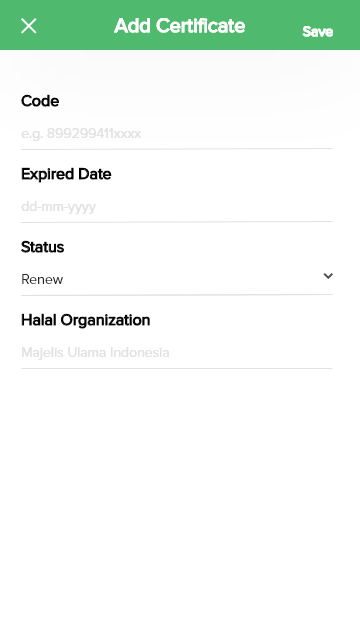 Add Certificate
Save
Code
e.g. 899299411xxxx
Expired Date
dd-mm-yyyy
Status
Renew
Halal Organization
Majelis Ulama Indonesia